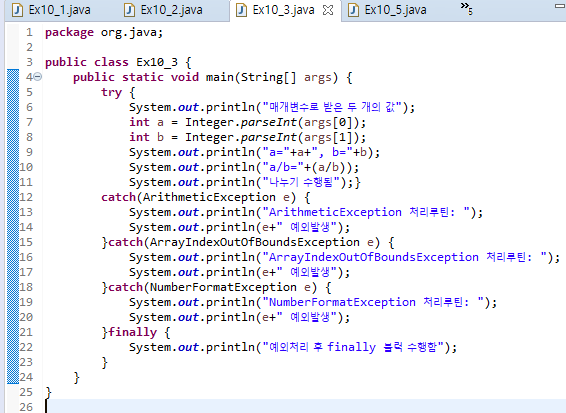 Ex10_1.java Ex10_2.java Ex10_3.java Ex10_5.java »5
1 package org.java;
2
3 public class Ex10_3 {
4 public static void main(String[] args) {
5 try {
6 System.out.println("매개변수로 받은 두 개의 값");
7 int a = Integer.parseInt(args[0]);
8 int b = Integer.parseInt(args[1]);
9 System.out.println("a="+a+", b="+b);
10 System.out.println("a/b="+(a/b));
11 System.out.println("나누기 수행됨");}
12 catch(ArithmeticException e) {
13 System.out.println("ArithmeticException 처리루틴: ");
14 System.out.println(e+" 예외발생");
15 }catch(ArrayIndexOutOfBoundsException e) {
16 System.out.println("ArrayIndexOutOfBoundsException 처리루틴: ");
17 System.out.println(e+" 예외발생");
18 }catch(NumberFormatException e) {
19 System.out.println("NumberFormatException 처리루틴: ");
20 System.out.println(e+" 예외발생");
21 }finally {
22 System.out.println("예외처리 후 finally 블럭 수행함");
23 }
24 }
25 }
26